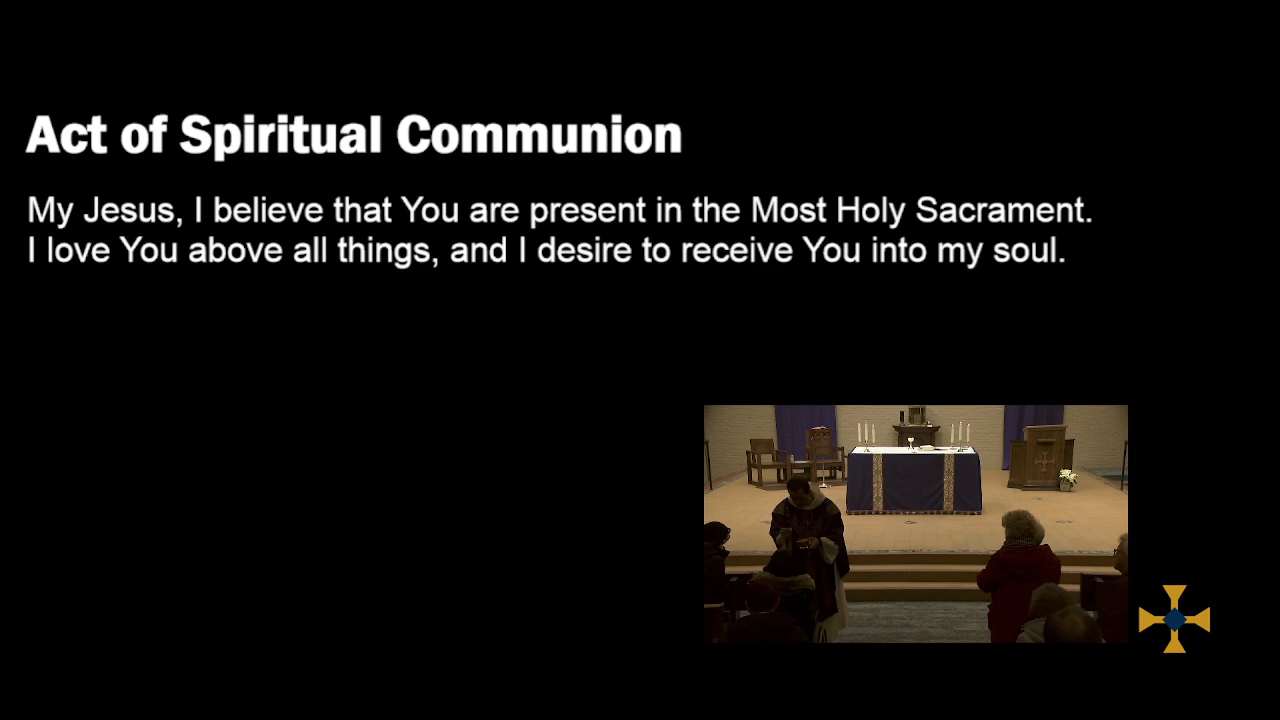 Act of Spiritual Communion
My Jesus, I believe that You are present in the Most Holy Sacrament.
I love You above all things, and I desire to receive You into my soul.